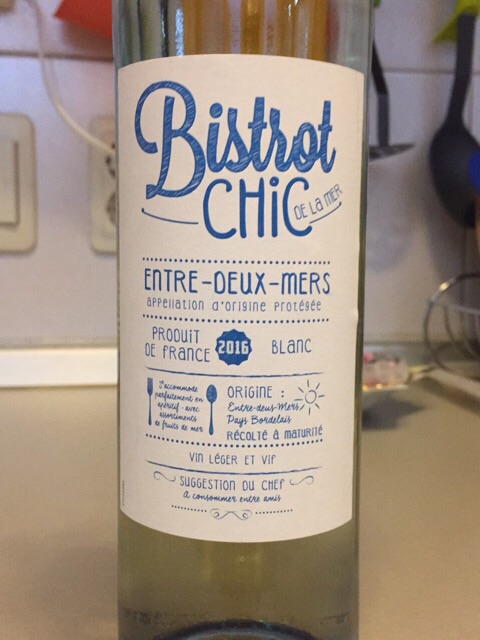 Bistrot
CHiC
DE LA MER
ENTRE-DEUX-MERS
appellation d'origine protégée
PRODUIT
DE FRANCE
2016
BLANC
J'accommode
parfaitement en
apéritif - avec
assortiments
de fruits de mer
ORIGINE :
Entre-deux-Mers,
Pays Bordelais
RÉCOLTÉ À MATURITÉ
VIN LÉGER ET VIF
SUGGESTION DU CHEF
à consommer entre amis